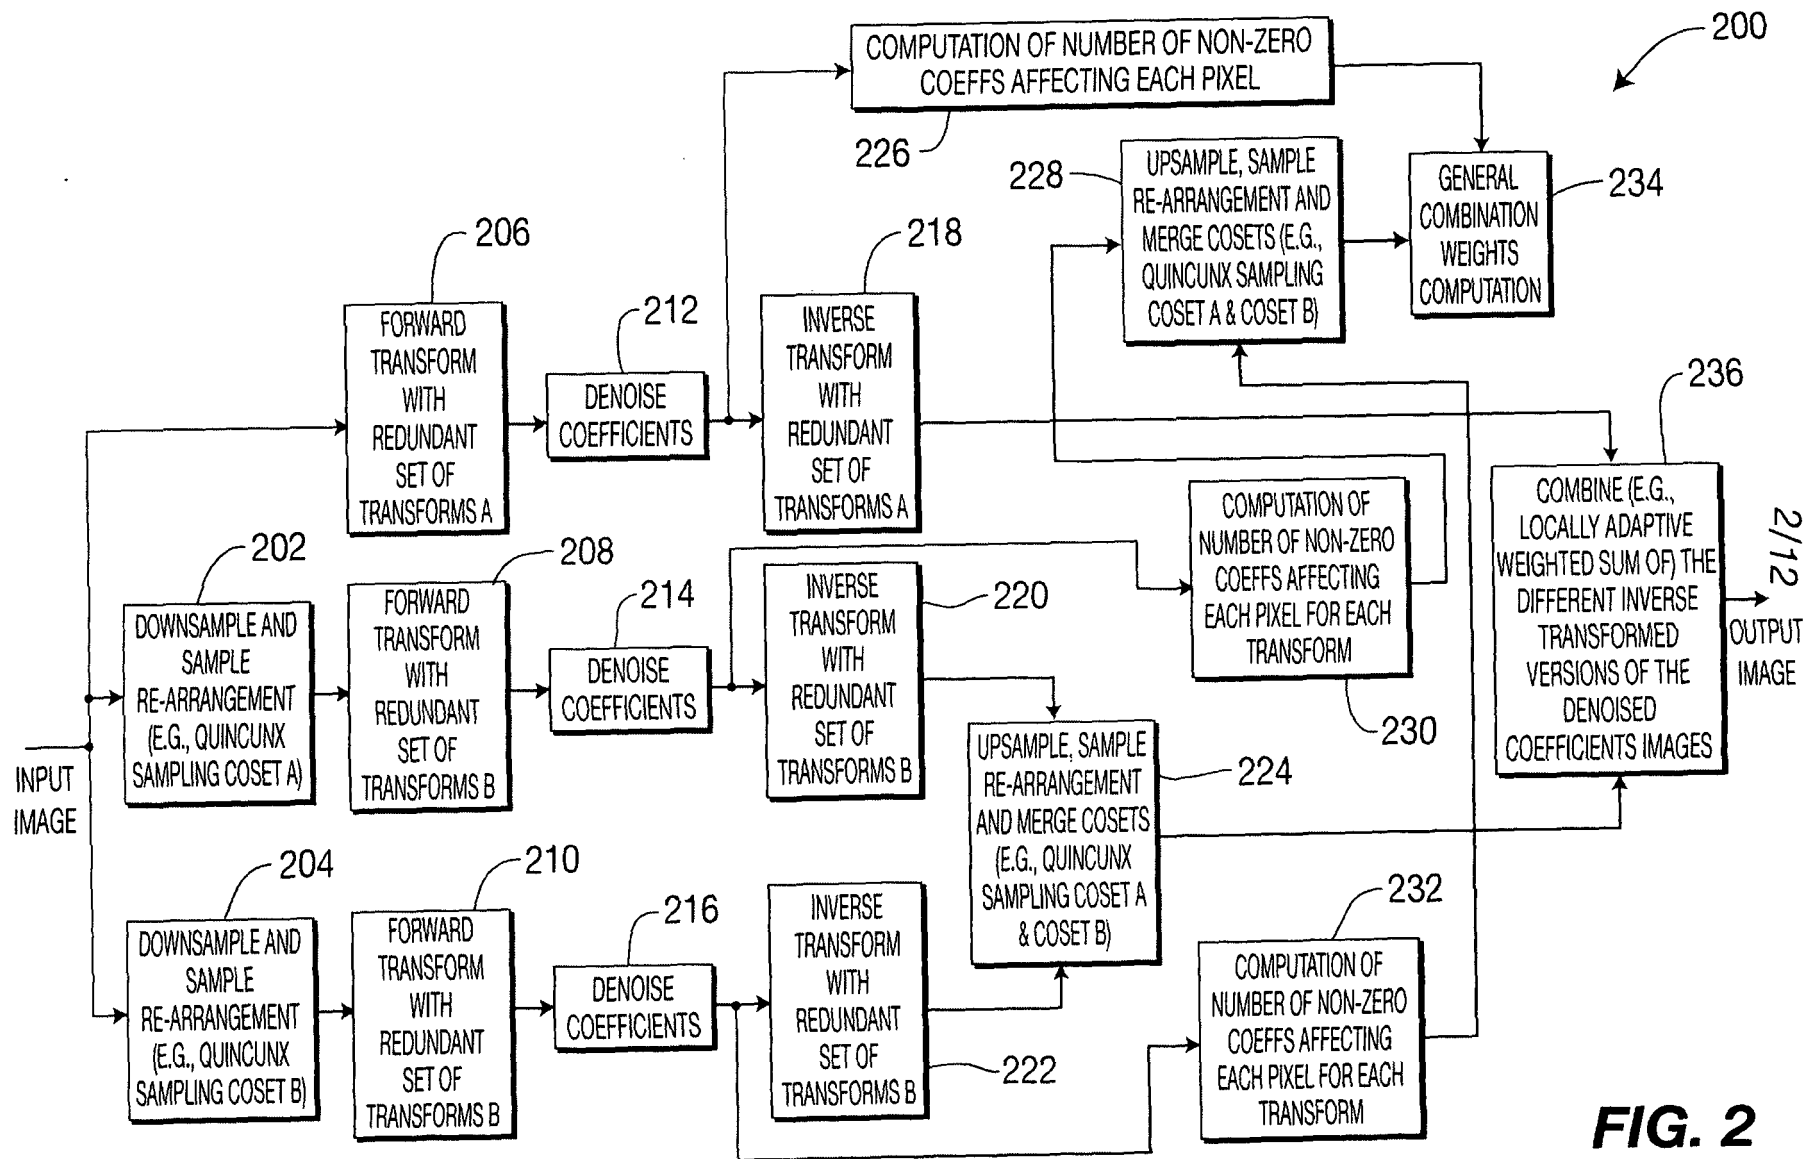 200
COMPUTATION OF NUMBER OF NON-ZERO
COEFFS AFFECTING EACH PIXEL
226
228
UPSAMPLE, SAMPLE
RE-ARRANGEMENT AND
MERGE COSETS (E.G.,
QUINCUNX SAMPLING
COSET A & COSET B)
GENERAL
COMBINATION
WEIGHTS
COMPUTATION
234
206
FORWARD
TRANSFORM
WITH
REDUNDANT
SET OF
TRANSFORMS A
212
DENOISE
COEFFICIENTS
218
INVERSE
TRANSFORM
WITH
REDUNDANT
SET OF
TRANSFORMS A
236
COMBINE (E.G.,
LOCALLY ADAPTIVE
WEIGHTED SUM OF) THE
DIFFERENT INVERSE
TRANSFORMED
VERSIONS OF THE
DENOISED
COEFFICIENTS IMAGES
2/12
OUTPUT
IMAGE
INPUT
IMAGE
202
DOWNSAMPLE AND
SAMPLE
RE-ARRANGEMENT
(E.G., QUINCUNX
SAMPLING COSET A)
208
FORWARD
TRANSFORM
WITH
REDUNDANT
SET OF
TRANSFORMS B
214
DENOISE
COEFFICIENTS
220
INVERSE
TRANSFORM
WITH
REDUNDANT
SET OF
TRANSFORMS B
COMPUTATION OF
NUMBER OF NON-ZERO
COEFFS AFFECTING
EACH PIXEL FOR EACH
TRANSFORM
230
UPSAMPLE, SAMPLE
RE-ARRANGEMENT
AND MERGE COSETS
(E.G., QUINCUNX
SAMPLING COSET A
& COSET B)
224
204
DOWNSAMPLE AND
SAMPLE
RE-ARRANGEMENT
(E.G., QUINCUNX
SAMPLING COSET B)
210
FORWARD
TRANSFORM
WITH
REDUNDANT
SET OF
TRANSFORMS B
216
DENOISE
COEFFICIENTS
INVERSE
TRANSFORM
WITH
REDUNDANT
SET OF
TRANSFORMS B
222
232
COMPUTATION OF
NUMBER OF NON-ZERO
COEFFS AFFECTING
EACH PIXEL FOR EACH
TRANSFORM
FIG. 2